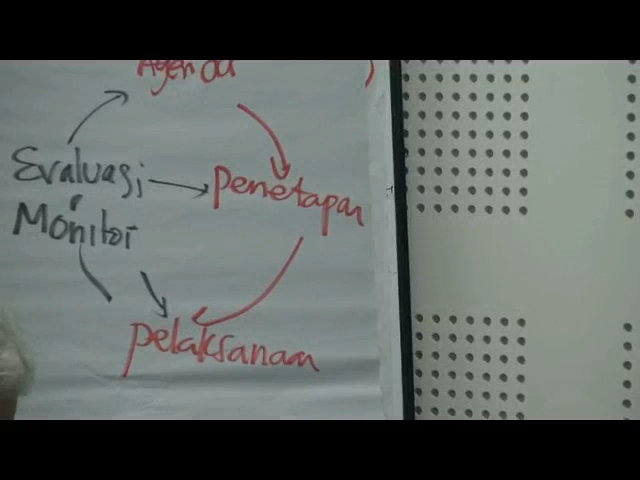 Agenda
)
Evaluasi
Penetapan
Monitor
pelaksanaan